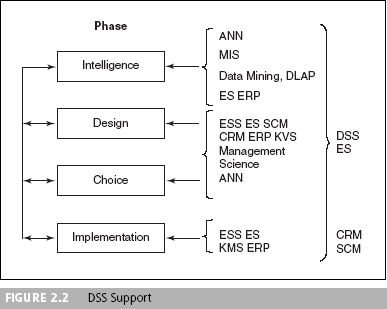 Phase
Intelligence
ANN
MIS
Data Mining, DLAP
ES ERP
Design
ESS ES SCM
CRM ERP KVS
Management
Science
ANN
Choice
Implementation
ESS ES
KMS ERP
DSS
ES
CRM
SCM
FIGURE 2.2 DSS Support